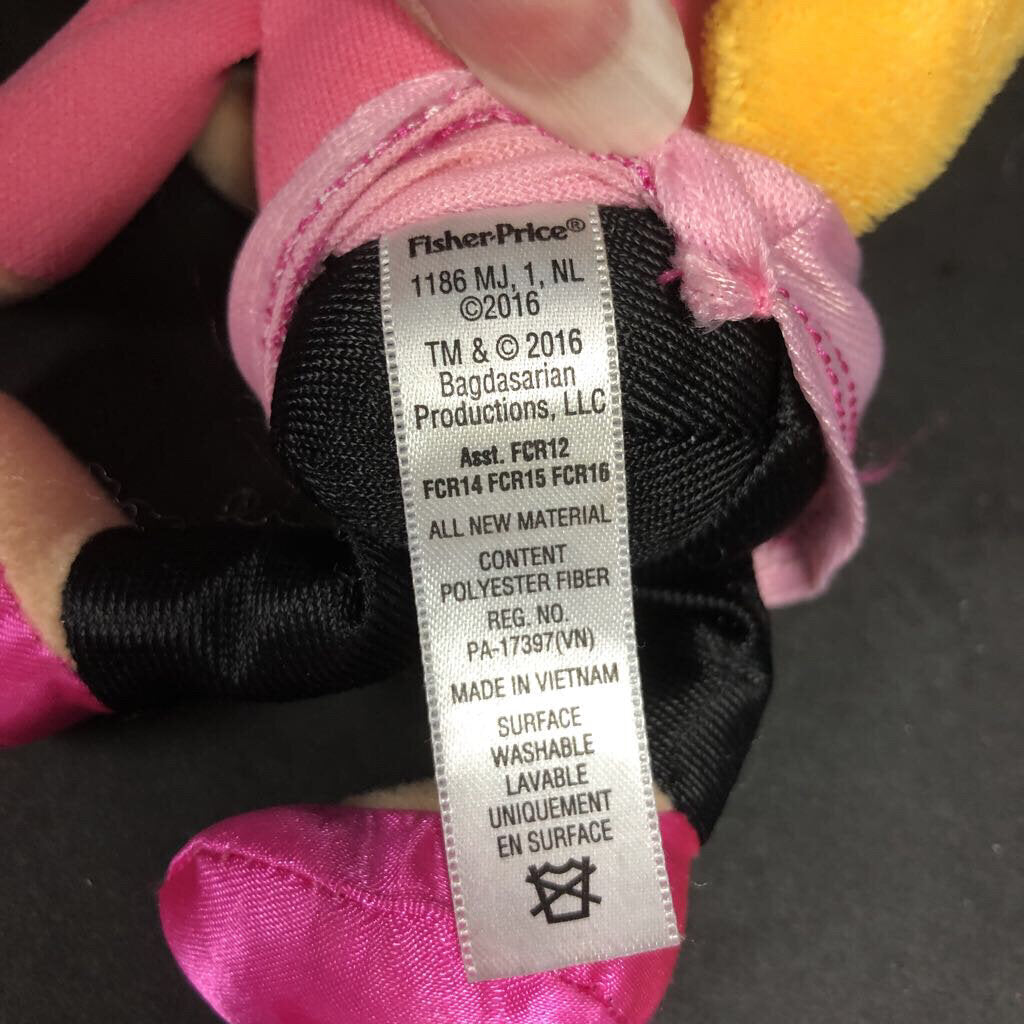 Fisher-Price®
1186 MJ, 1, NL
©2016
TM & © 2016
Bagdasarian
Productions, LLC
Asst. FCR12
FCR14 FCR15 FCR16
ALL NEW MATERIAL
CONTENT
POLYESTER FIBER
REG. NO.
PA-17397(VN)
MADE IN VIETNAM
SURFACE
WASHABLE
LAVABLE
UNIQUEMENT
EN SURFACE